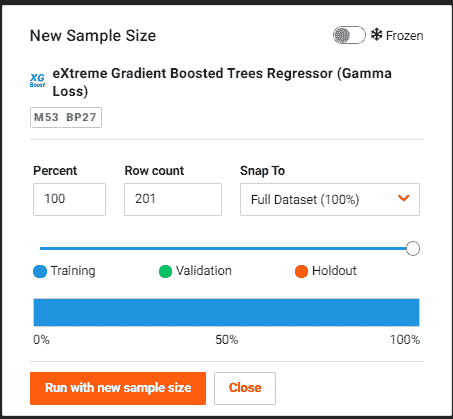 New Sample Size
Frozen
XG
Boost
eXtreme Gradient Boosted Trees Regressor (Gamma
Loss)
M53 BP27
Percent
Row count
Snap To
100
201
Full Dataset (100%)
Training
Validation
Holdout
0%
50%
100%
Run with new sample size
Close